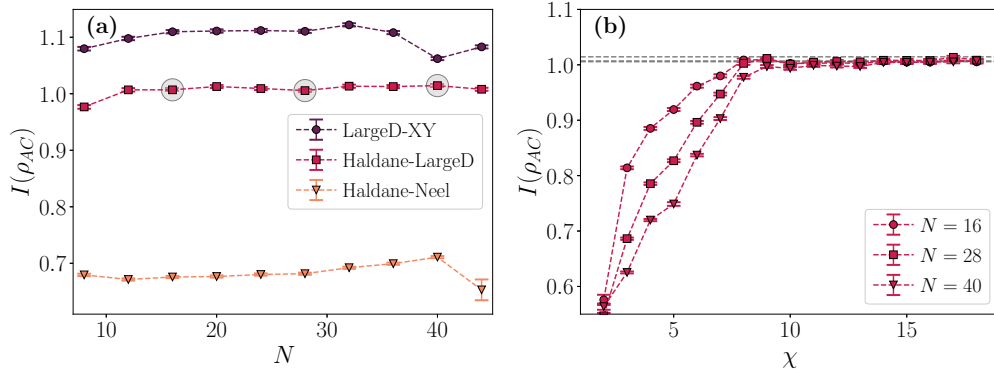 (a)
I(ρ_AC)
1.1
1.0
0.9
0.8
0.7
10
20
30
40
N
LargeD-XY
Haldane-LargeD
Haldane-Neel
(b)
I(ρ_AC)
1.1
1.0
0.9
0.8
0.7
0.6
5
10
15
χ
N = 16
N = 28
N = 40